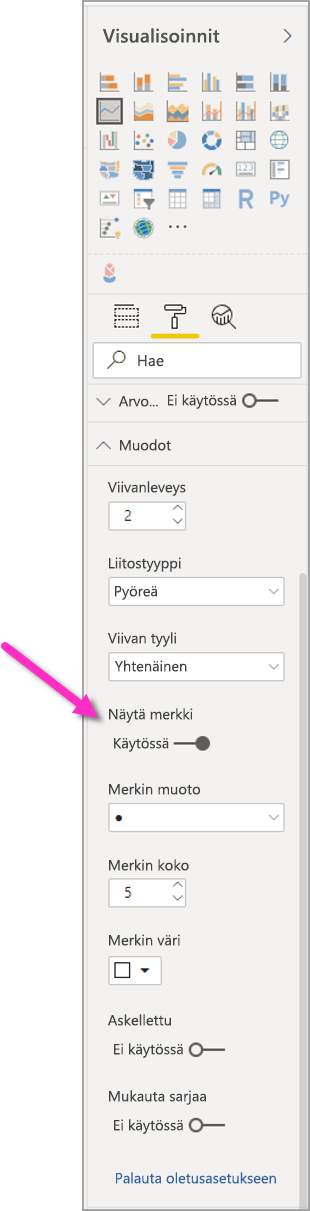 Visualisoinnit
123
R Py
Hae
Arvo... Ei käytössä
Muodot
Viivanleveys
2
Liitostyyppi
Pyöreä
Viivan tyyli
Yhtenäinen
Näytä merkki
Käytössä
Merkin muoto
Merkin koko
5
Merkin väri
Askellettu
Ei käytössä
Mukauta sarjaa
Ei käytössä
Palauta oletusasetukseen